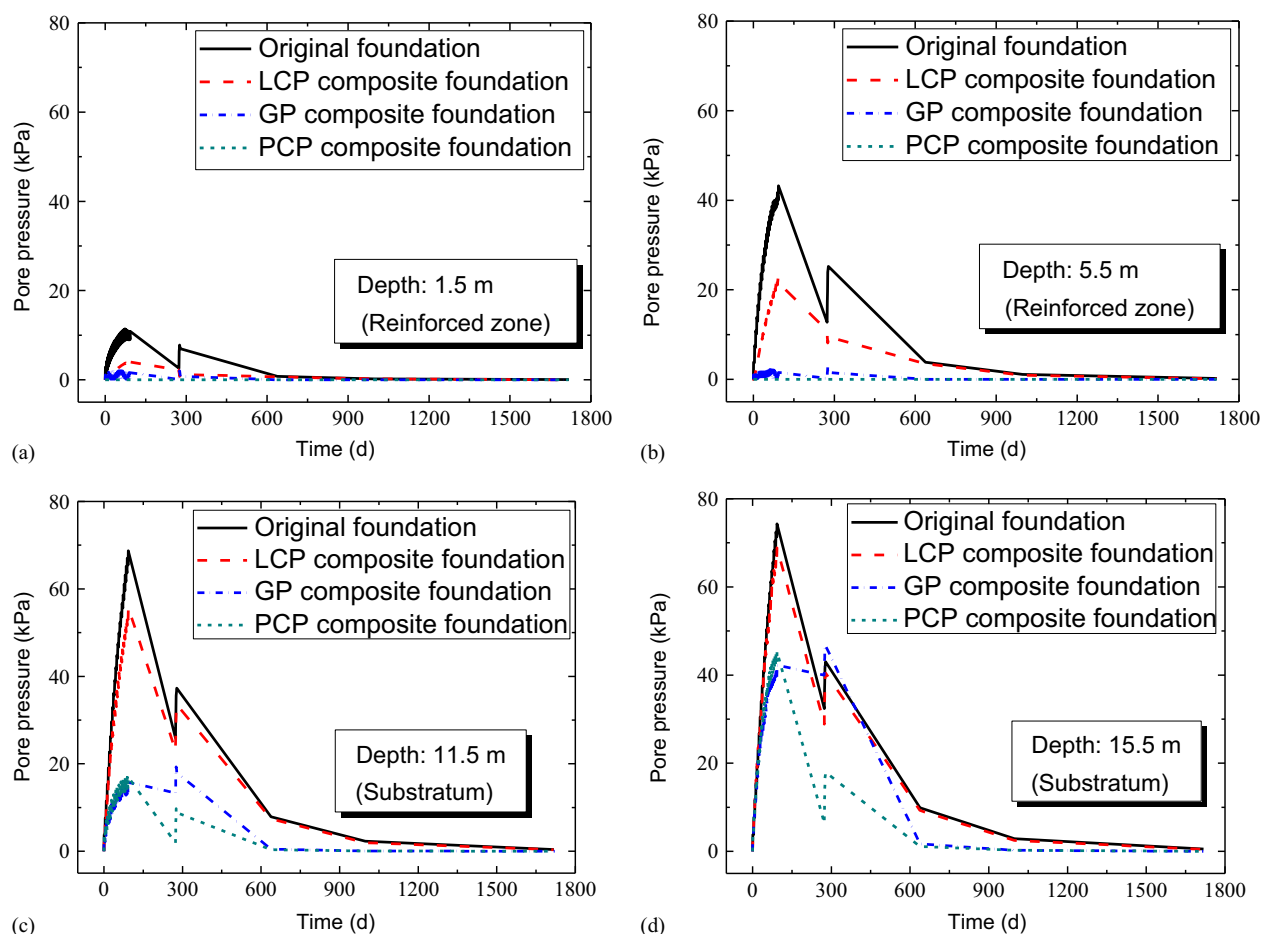 80
60
40
20
0
Pore pressure (kPa)
Original foundation
LCP composite foundation
GP composite foundation
PCP composite foundation
Depth: 1.5 m
(Reinforced zone)
0 300 600 900 1200 1500 1800
Time (d)
(a)
80
60
40
20
0
Pore pressure (kPa)
Original foundation
LCP composite foundation
GP composite foundation
PCP composite foundation
Depth: 5.5 m
(Reinforced zone)
0 300 600 900 1200 1500 1800
Time (d)
(b)
80
60
40
20
0
Pore pressure (kPa)
Original foundation
LCP composite foundation
GP composite foundation
PCP composite foundation
Depth: 11.5 m
(Substratum)
0 300 600 900 1200 1500 1800
Time (d)
(c)
80
60
40
20
0
Pore pressure (kPa)
Original foundation
LCP composite foundation
GP composite foundation
PCP composite foundation
Depth: 15.5 m
(Substratum)
0 300 600 900 1200 1500 1800
Time (d)
(d)